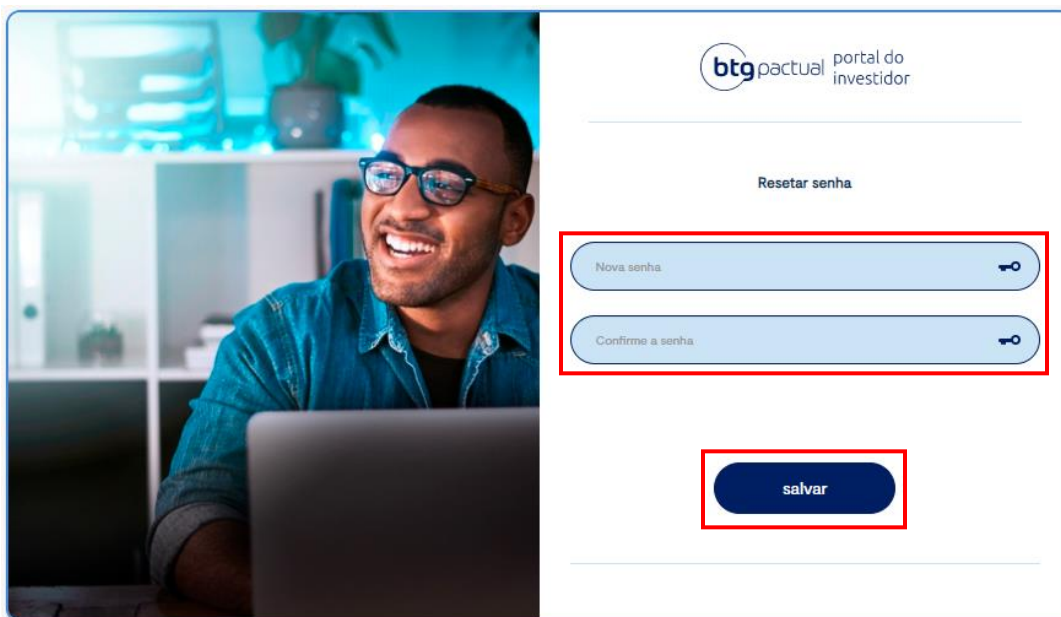 btg pactual portal do
investidor
Resetar senha
Nova senha
Confirme a senha
salvar